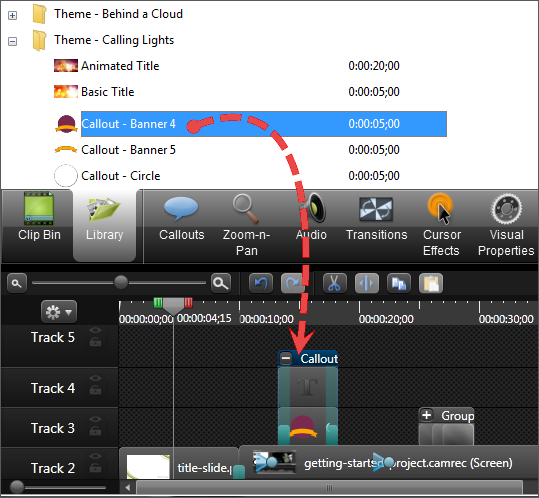 Theme - Behind a Cloud
Theme - Calling Lights
Animated Title 0:00:20;00
Basic Title 0:00:05;00
Callout - Banner 4 0:00:05;00
Callout - Banner 5 0:00:05;00
Callout - Circle 0:00:05;00
Clip Bin Library Callouts Zoom-n-Pan Audio Transitions Cursor Effects Visual Properties
00:00:00;00 00:00:04;15 00:00:10;00 00:00:20;00 00:00:30;00
Track 5
Callout
Track 4
T
Track 3
Group
Track 2 title-slide.p getting-started-project.camrec (Screen)